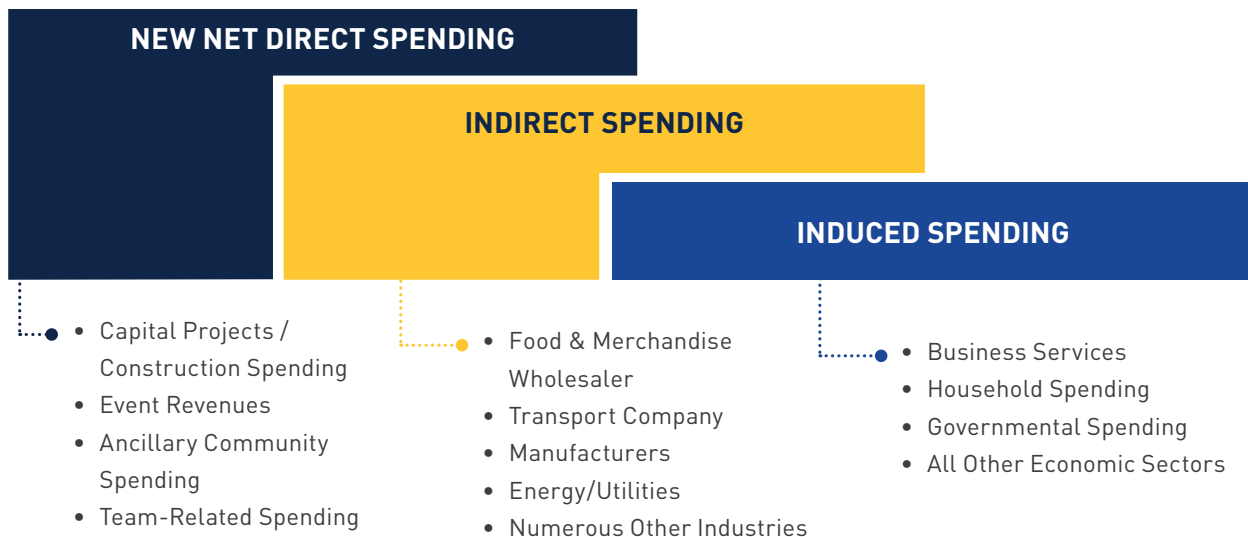 NEW NET DIRECT SPENDING
INDIRECT SPENDING
INDUCED SPENDING
• Capital Projects /
Construction Spending
• Event Revenues
• Ancillary Community
Spending
• Team-Related Spending
• Food & Merchandise
Wholesaler
• Transport Company
• Manufacturers
• Energy/Utilities
• Numerous Other Industries
• Business Services
• Household Spending
• Governmental Spending
• All Other Economic Sectors